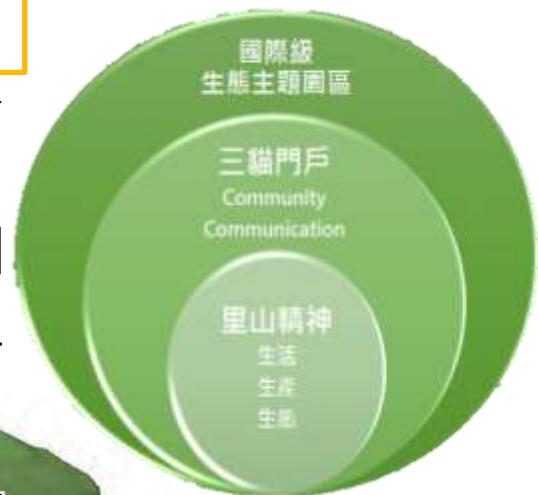 國際級
生態主題園區
三貓門戶
Community
Communication
里山精神
生活
生產
生態